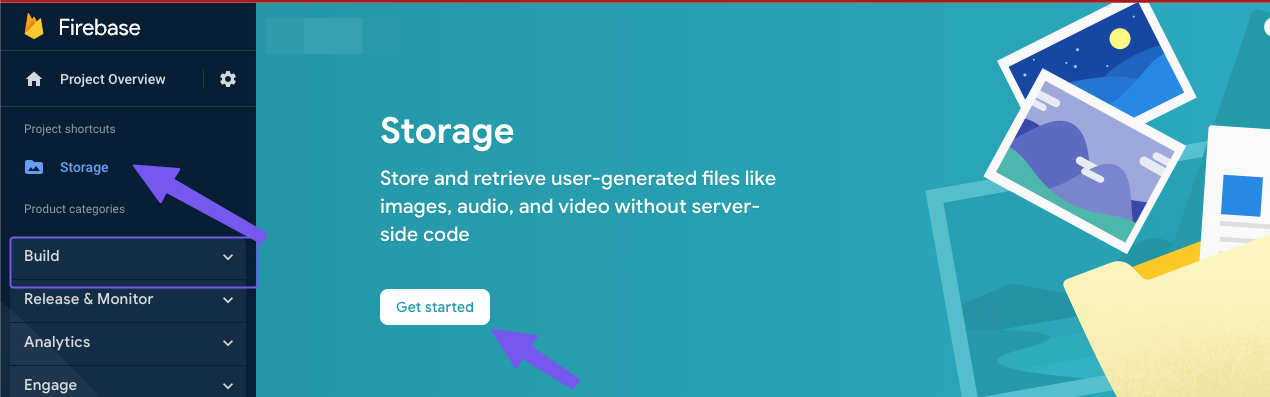 Firebase
Project Overview
Project shortcuts
Storage
Product categories
Build
Release & Monitor
Analytics
Engage
Storage
Store and retrieve user-generated files like
images, audio, and video without server-
side code
Get started